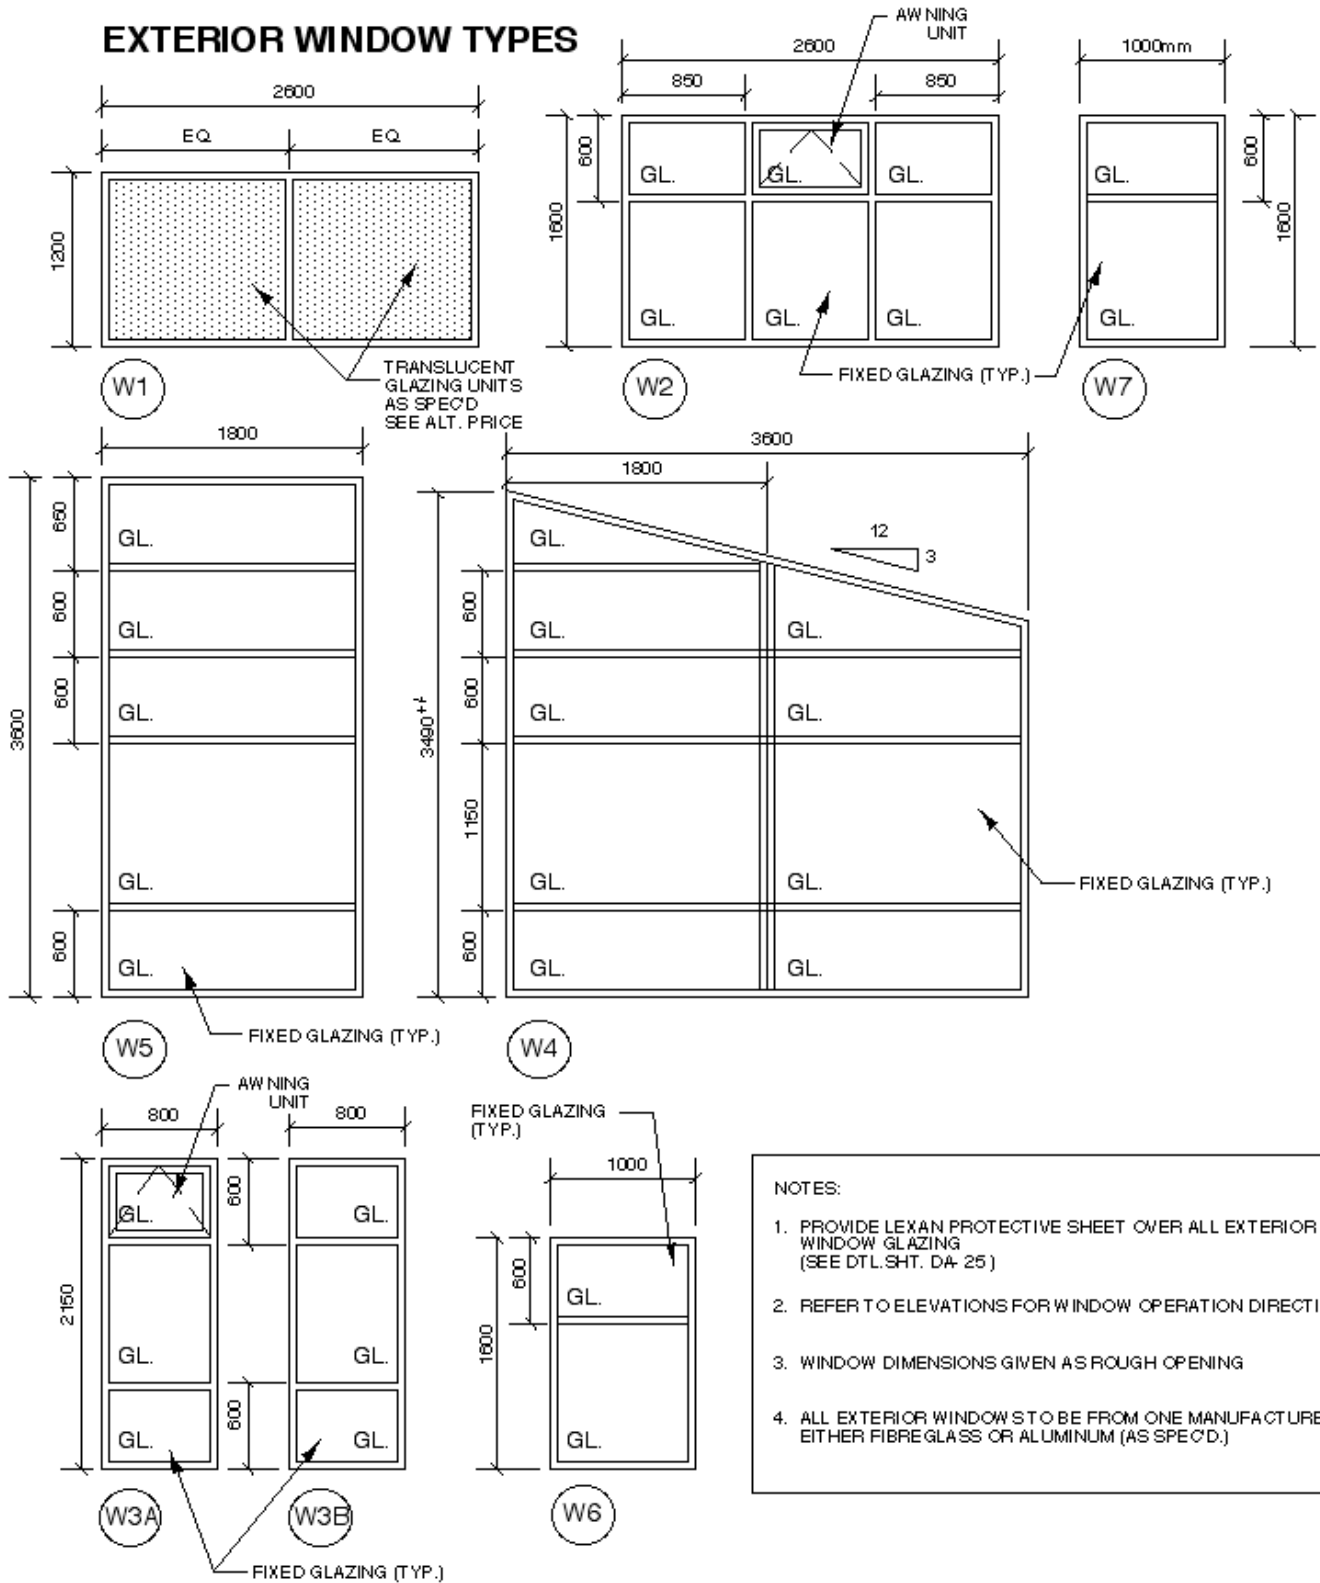 EXTERIOR WINDOW TYPES
2600
EQ
EQ
1200
W1
TRANSLUCENT
GLAZING UNITS
AS SPEC'D
SEE ALT. PRICE
AWNING
UNIT
2600
850
850
600
1600
GL.
GL.
GL.
GL.
GL.
GL.
W2
FIXED GLAZING (TYP.)
1000mm
600
1600
GL.
GL.
W7
1800
3600
650
600
600
600
GL.
GL.
GL.
GL.
GL.
W5
FIXED GLAZING (TYP.)
3600
1800
12
3
3490+/-
600
600
1150
600
GL.
GL.
GL.
GL.
GL.
GL.
GL.
GL.
GL.
W4
FIXED GLAZING (TYP.)
AWNING
UNIT
800
800
2150
600
600
GL.
GL.
GL.
GL.
GL.
GL.
W3A
W3B
FIXED GLAZING (TYP.)
FIXED GLAZING
(TYP.)
1000
600
1600
GL.
GL.
W6
NOTES:
1. PROVIDE LEXAN PROTECTIVE SHEET OVER ALL EXTERIOR
WINDOW GLAZING
(SEE DTL.SHT. DA- 25 )
2. REFER TO ELEVATIONS FOR WINDOW OPERATION DIRECTI
3. WINDOW DIMENSIONS GIVEN AS ROUGH OPENING
4. ALL EXTERIOR WINDOWS TO BE FROM ONE MANUFACTURE
EITHER FIBREGLASS OR ALUMINUM (AS SPEC'D.)